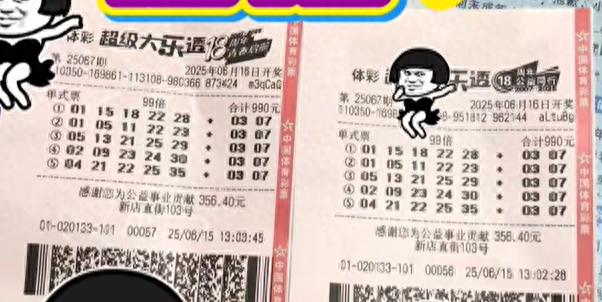 体彩 超级大乐透 18周年
第 25067期 2025年06月16日开奖
110350-169861-113108-980366 873424 m3qCaQ
单式票 99倍 合计990元
① 01 15 18 22 28 + 03 07
② 01 05 11 22 23 + 03 07
③ 05 13 21 25 29 + 03 07
④ 02 09 23 24 30 + 03 07
⑤ 04 21 22 25 35 + 03 07
感谢您为公益事业贡献 356.40元
新店直街103号
01-020133-101 00057 25/06/15 13:03:45
中国体育彩票
体彩 乐透 18周年
第 25067期 2025年06月16日开奖
110350-169 8-951812 962144
单式票 99倍 合计990元
① 01 15 18 22 28 + 03 07
② 01 05 11 22 23 + 03 07
③ 05 13 21 25 29 + 03 07
④ 02 09 23 24 30 + 03 07
⑤ 04 21 22 25 35 + 03 07
感谢您为公益事业贡献 356.40元
新店直街103号
01-020133-101 00056 25/06/15 13:02:28
中国体育彩票